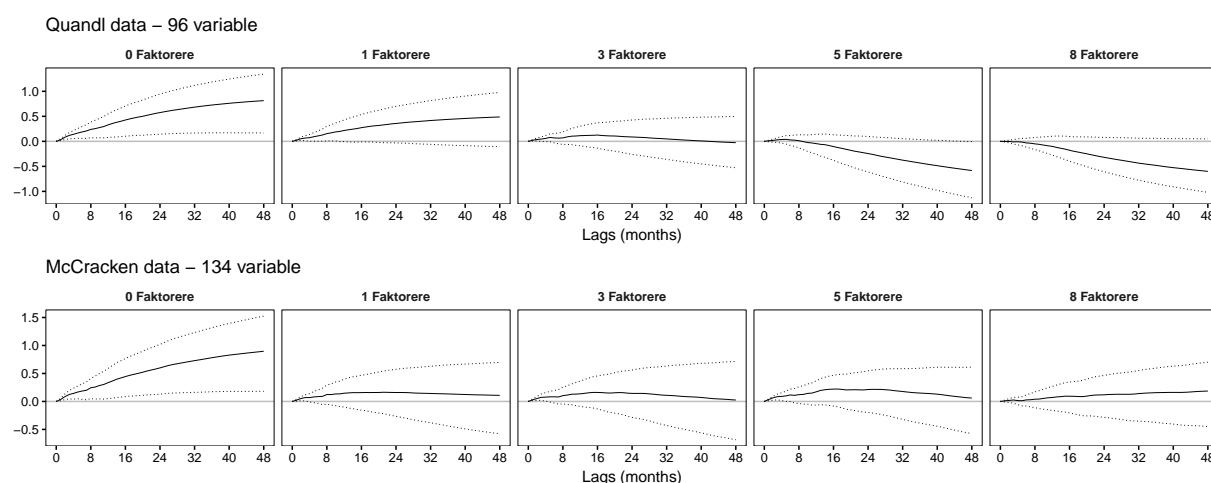 Quandl data – 96 variable
0 Faktorere 1 Faktorere 3 Faktorere 5 Faktorere 8 Faktorere
1.0
0.5
0.0
−0.5
−1.0
0 8 16 24 32 40 48 0 8 16 24 32 40 48 0 8 16 24 32 40 48 0 8 16 24 32 40 48 0 8 16 24 32 40 48
Lags (months)
McCracken data – 134 variable
0 Faktorere 1 Faktorere 3 Faktorere 5 Faktorere 8 Faktorere
1.5
1.0
0.5
0.0
−0.5
0 8 16 24 32 40 48 0 8 16 24 32 40 48 0 8 16 24 32 40 48 0 8 16 24 32 40 48 0 8 16 24 32 40 48
Lags (months)